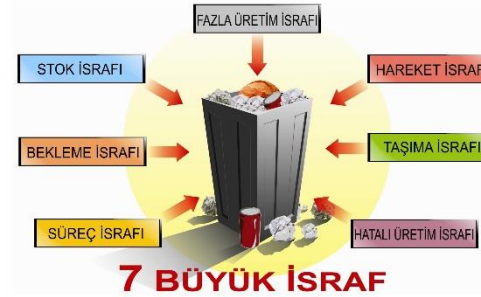 FAZLA ÜRETİM İSRAFI
STOK İSRAFI
HAREKET İSRAF
BEKLEME İSRAFI
TAŞIMA İSRAFI
SÜREÇ İSRAFI
HATALI ÜRETİM İSRAFI
7 BÜYÜK İSRAF